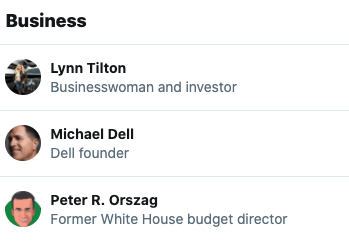 Business
Lynn Tilton
Businesswoman and investor
Michael Dell
Dell founder
Peter R. Orszag
Former White House budget director